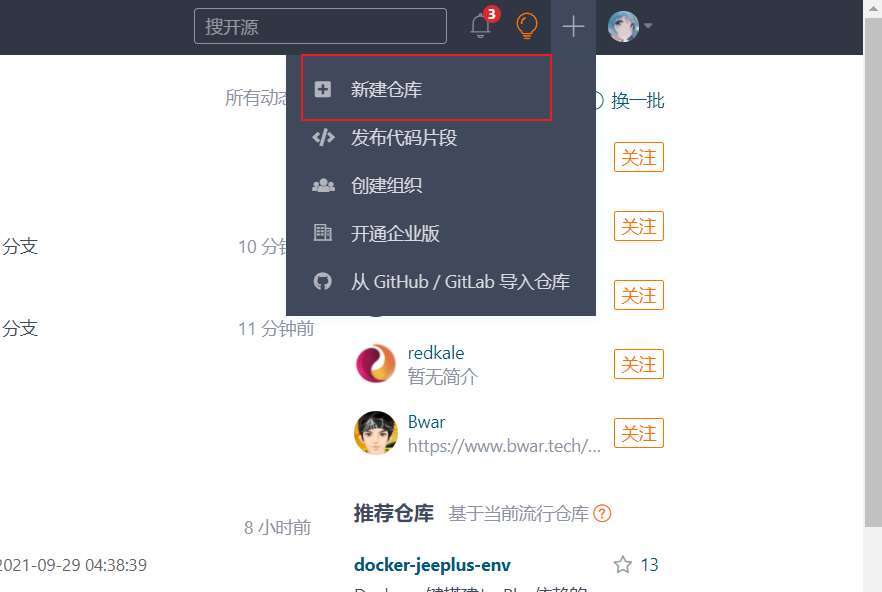 搜开源
3
所有动态
新建仓库
换一批
发布代码片段
关注
创建组织
关注
开通企业版
分支
10 分钟
从 GitHub / GitLab 导入仓库
关注
分支
11 分钟前
redkale
暂无简介
关注
Bwar
https://www.bwar.tech/...
关注
推荐仓库 基于当前流行仓库 ?
8 小时前
2021-09-29 04:38:39
docker-jeeplus-env
13